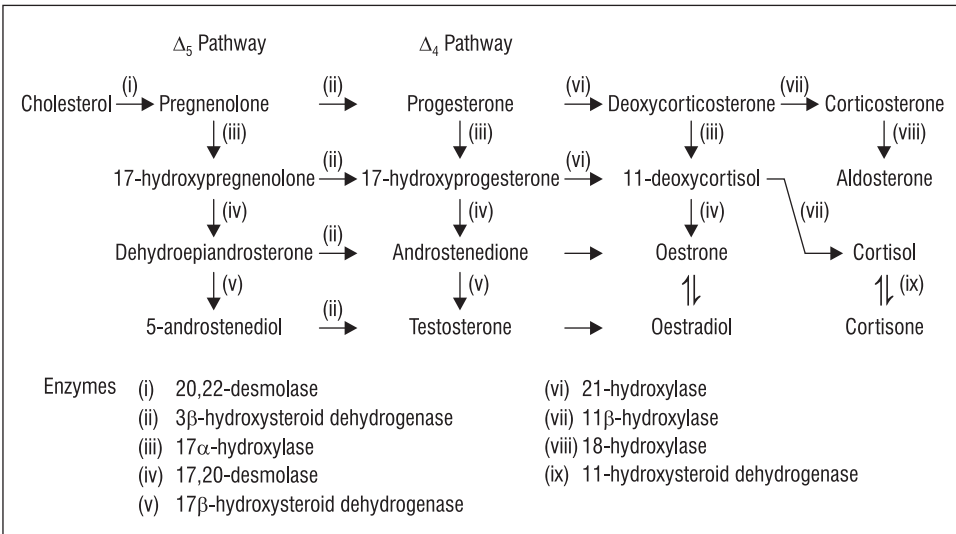 Δ5 Pathway Δ4 Pathway
(i) (ii) (vi) (vii)
Cholesterol Pregnenolone Progesterone Deoxycorticosterone Corticosterone
(iii) (iii) (iii) (viii)
17-hydroxypregnenolone (ii) 17-hydroxyprogesterone (vi) 11-deoxycortisol Aldosterone
(iv) (iv) (iv) (vii)
Dehydroepiandrosterone (ii) Androstenedione Oestrone Cortisol
(v) (v) (ix)
5-androstenediol (ii) Testosterone Oestradiol Cortisone
Enzymes (i) 20,22-desmolase (vi) 21-hydroxylase
(ii) 3β-hydroxysteroid dehydrogenase (vii) 11β-hydroxylase
(iii) 17α-hydroxylase (viii) 18-hydroxylase
(iv) 17,20-desmolase (ix) 11-hydroxysteroid dehydrogenase
(v) 17β-hydroxysteroid dehydrogenase